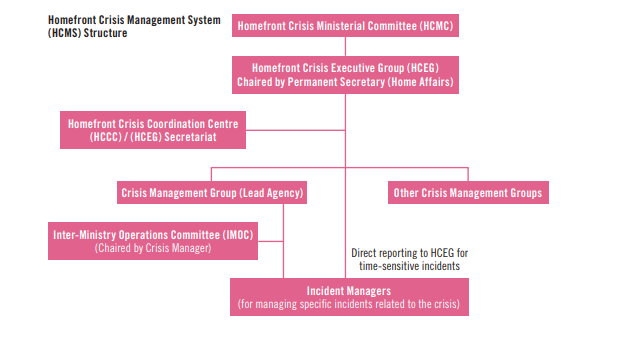 Homefront Crisis Management System
(HCMS) Structure
Homefront Crisis Ministerial Committee (HCMC)
Homefront Crisis Executive Group (HCEG)
Chaired by Permanent Secretary (Home Affairs)
Homefront Crisis Coordination Centre
(HCCC) / (HCEG) Secretariat
Crisis Management Group (Lead Agency)
Other Crisis Management Groups
Inter-Ministry Operations Committee (IMOC)
(Chaired by Crisis Manager)
Direct reporting to HCEG for
time-sensitive incidents
Incident Managers
(for managing specific incidents related to the crisis)